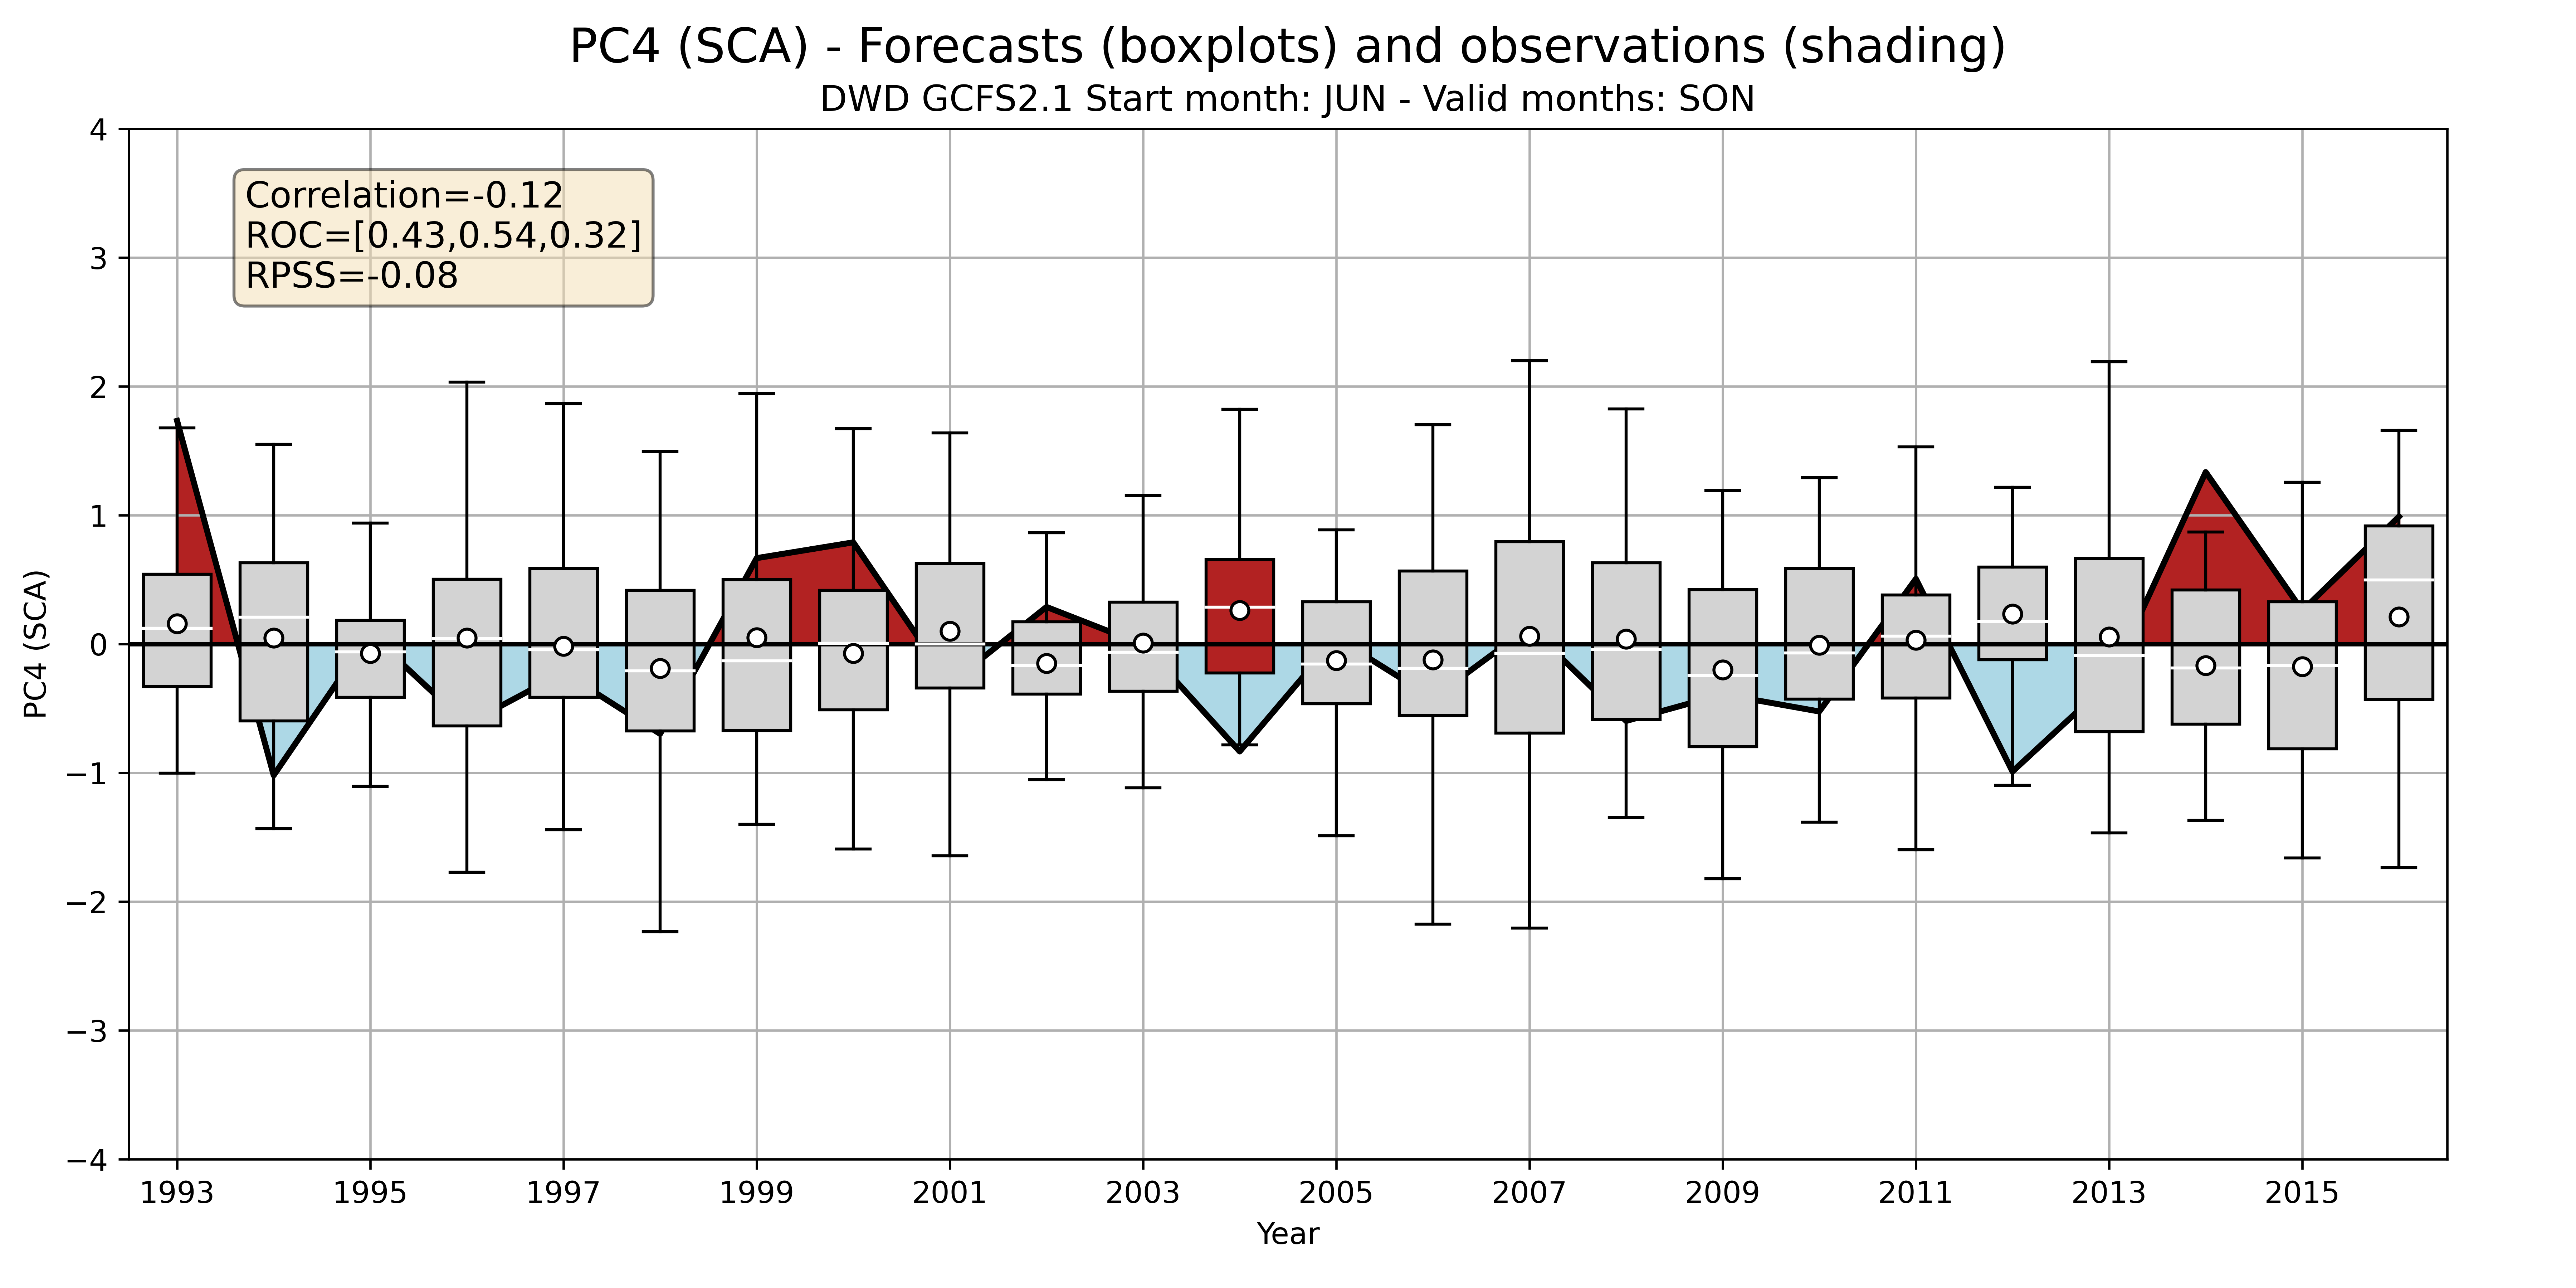 PC4 (SCA) - Forecasts (boxplots) and observations (shading)
DWD GCFS2.1 Start month: JUN - Valid months: SON
Correlation=-0.12
ROC=[0.43,0.54,0.32]
RPSS=-0.08
PC4 (SCA)
4
3
2
1
0
−1
−2
−3
−4
1993 1995 1997 1999 2001 2003 2005 2007 2009 2011 2013 2015
Year